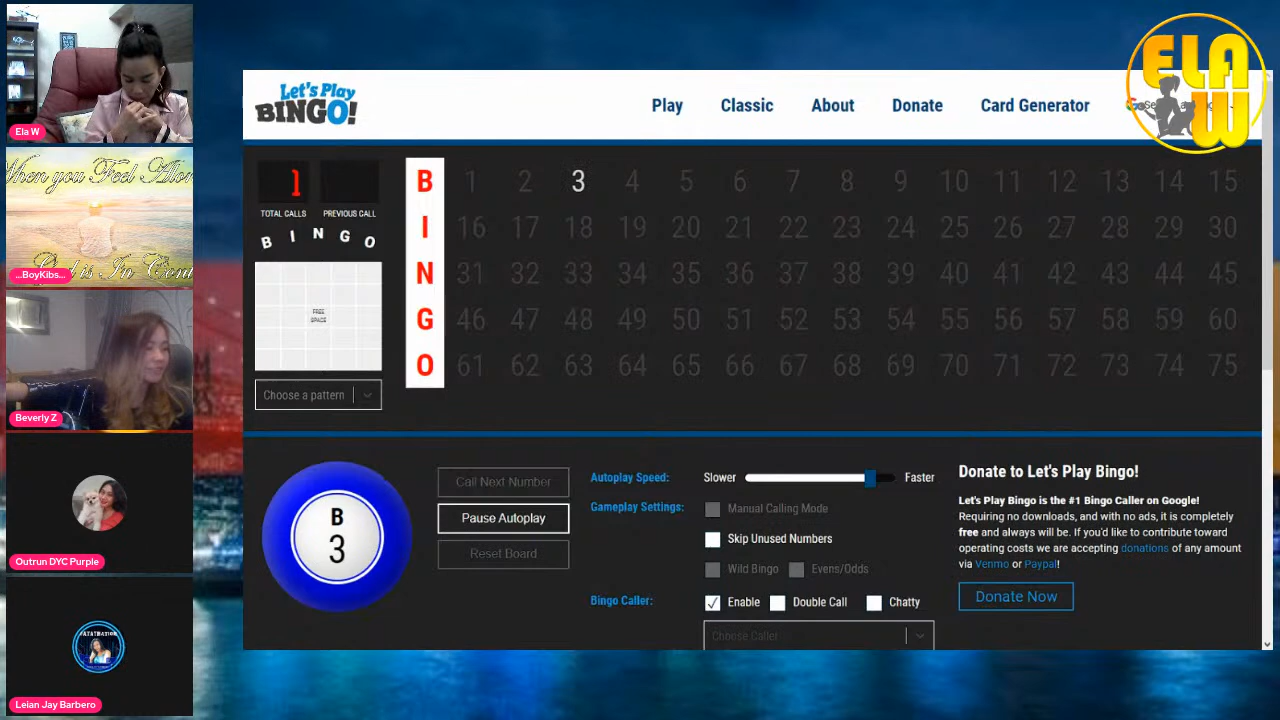 Ela W
When you Feel Alon
...BoyKibs...
Beverly Z
Outrun DYC Purple
Leian Jay Barbero
ELA
W
Let's Play
BINGO!
Play
Classic
About
Donate
Card Generator
1
TOTAL CALLS
PREVIOUS CALL
B I N G O
FREE
SPACE
Choose a pattern
B 1 2 3 4 5 6 7 8 9 10 11 12 13 14 15
I 16 17 18 19 20 21 22 23 24 25 26 27 28 29 30
N 31 32 33 34 35 36 37 38 39 40 41 42 43 44 45
G 46 47 48 49 50 51 52 53 54 55 56 57 58 59 60
O 61 62 63 64 65 66 67 68 69 70 71 72 73 74 75
B
3
Call Next Number
Pause Autoplay
Reset Board
Autoplay Speed:
Slower
Faster
Gameplay Settings:
Manual Calling Mode
Skip Unused Numbers
Wild Bingo
Evens/Odds
Bingo Caller:
Enable
Double Call
Chatty
Choose Caller
Donate to Let's Play Bingo!
Let's Play Bingo is the #1 Bingo Caller on Google!
Requiring no downloads, and with no ads, it is completely
free and always will be. If you'd like to contribute toward
operating costs we are accepting donations of any amount
via Venmo or Paypal!
Donate Now